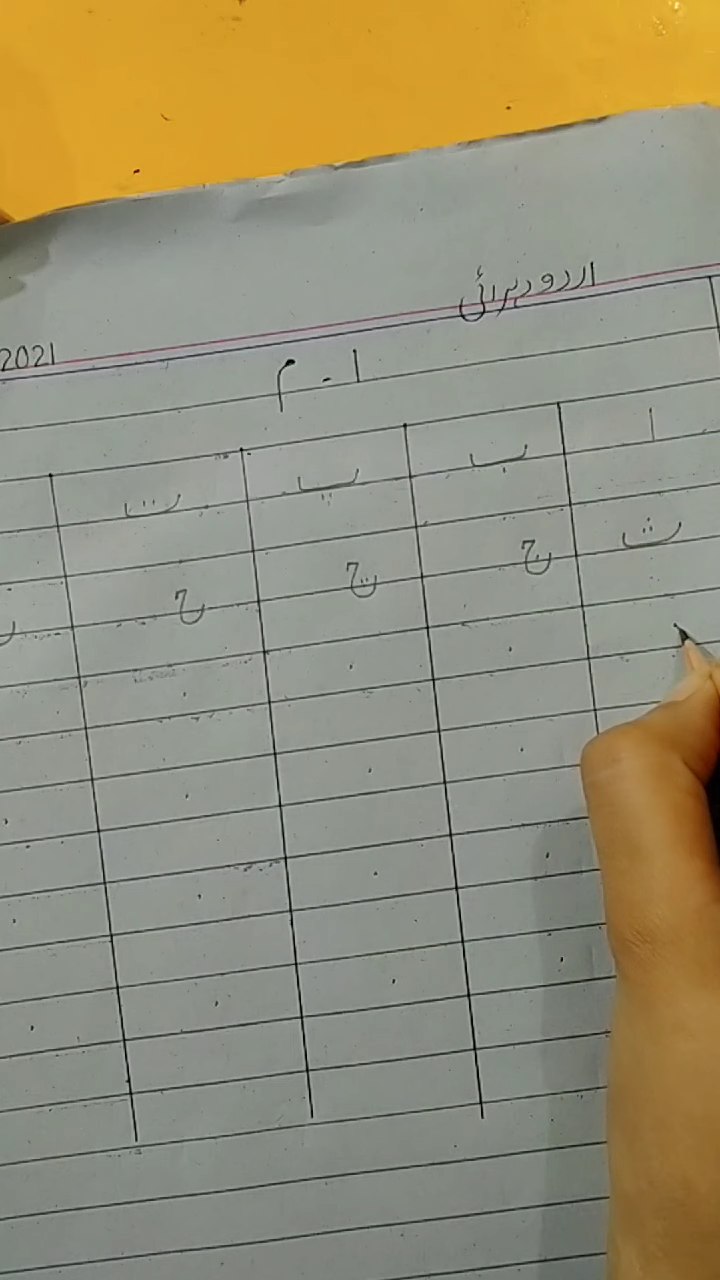 اردو دہرائی 2021
ا - م
ا ب پ ت
ث ج چ ح